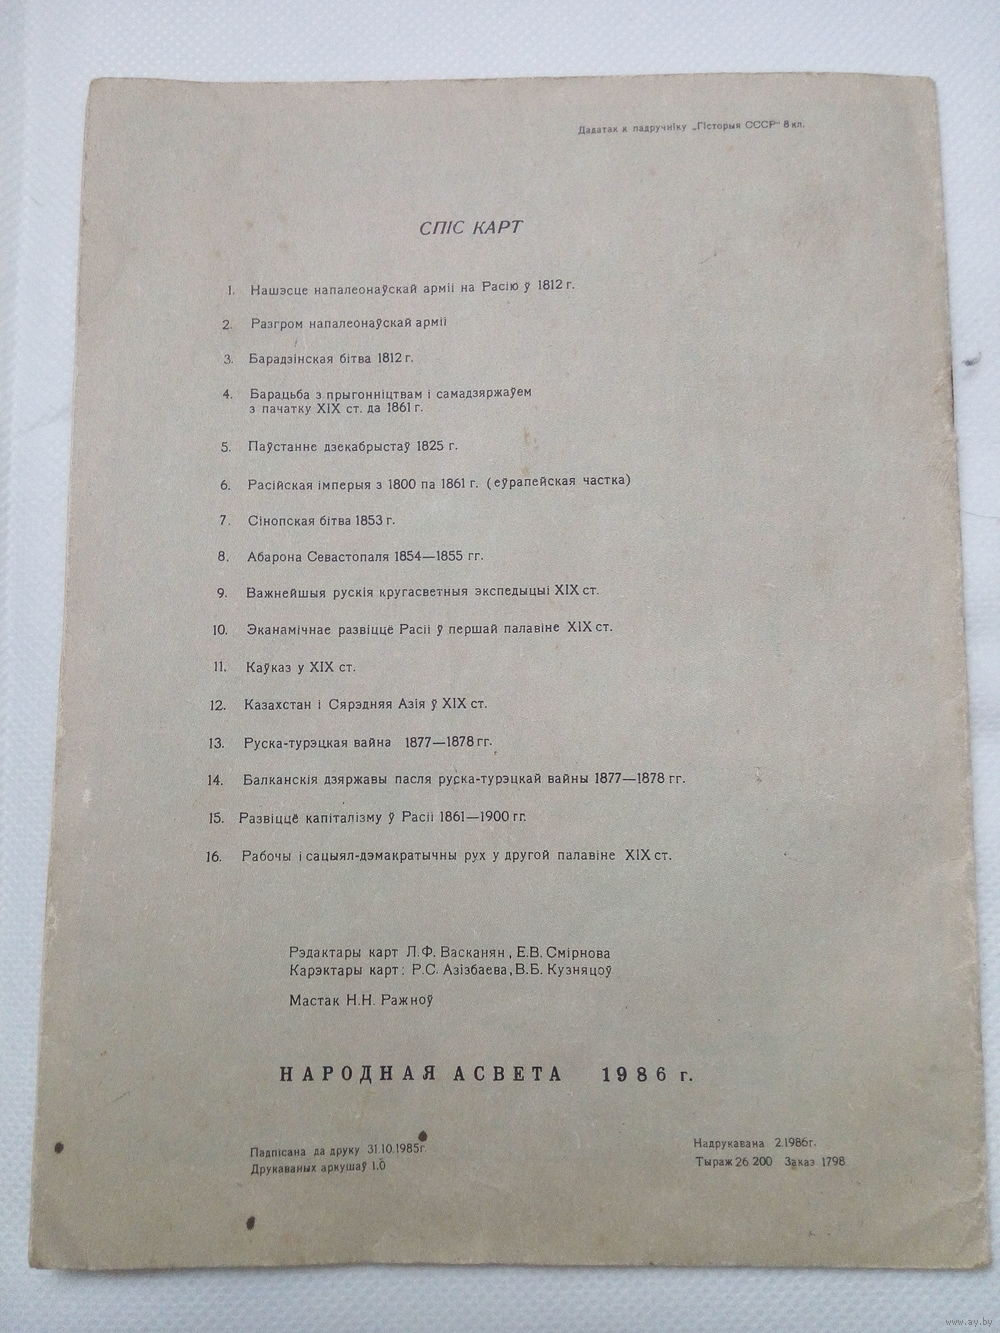 Дадатак к падручніку „Гісторыя СССР" 8 кл.
СПІС КАРТ
1. Нашэсце напалеонаўскай арміі на Расію ў 1812 г.
2. Разгром напалеонаўскай арміі
3. Барадзінская бітва 1812 г.
4. Барацьба з прыгонніцтвам і самадзяржаўем
з пачатку XIX ст. да 1861 г.
5. Паўстанне дзекабрыстаў 1825 г.
6. Расійская імперыя з 1800 па 1861 г. (еўрапейская частка)
7. Сінопская бітва 1853 г.
8. Абарона Севастопаля 1854—1855 гг.
9. Важнейшыя рускія кругасветныя экспедыцыі XIX ст.
10. Эканамічнае развіццё Расіі ў першай палавіне XIX ст.
11. Каўказ у XIX ст.
12. Казахстан і Сярэдняя Азія ў XIX ст.
13. Руска-турэцкая вайна 1877—1878 гг.
14. Балканскія дзяржавы пасля руска-турэцкай вайны 1877—1878 гг.
15. Развіццё капіталізму ў Расіі 1861—1900 гг.
16. Рабочы і сацыял-дэмакратычны рух у другой палавіне XIX ст.
Рэдактары карт Л.Ф. Васканян, Е.В. Смірнова
Карэктары карт: Р.С. Азізбаева, В.Б. Кузняцоў
Мастак Н.Н. Ражноў
НАРОДНАЯ АСВЕТА 1986 г.
Падпісана да друку 31.10.1985г.
Друкаваных аркушаў 1.0
Надрукавана 2.1986г.
Тыраж 26 200 Заказ 1798
www.ay.by